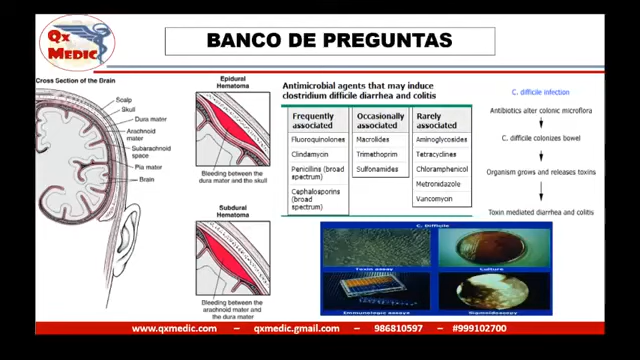 Qx
MEDIC
BANCO DE PREGUNTAS
Cross Section of the Drain
Scalp
Skull
Dura mater
Arachnoid
mater
Subarachnoid
space
Pia mater
Brain
Epidural
Hematoma
Bleeding between the
dura mater and the skull
Subdural
Hematoma
Bleeding between the
arachnoid mater and
the dura mater
Antimicrobial agents that may induce
clostridium difficile diarrhea and colitis
Frequently
associated
Fluoroquinolones
Clindamycin
Penicillins (broad
spectrum)
Cephalosporins
(broad
spectrum)
Occasionally
associated
Macrolides
Trimethoprim
Sulfonamides
Rarely
associated
Aminoglycosides
Tetracyclines
Chloramphenicol
Metronidazole
Vancomycin
C. Difficile
Toxin assay
Culture
Immunologic assays
Sigmoidoscopy
C. difficile infection
Antibiotics alter colonic microflora
C. difficile colonizes bowel
Organism grows and releases toxins
Toxin mediated diarrhea and colitis
www.qxmedic.com – qxmedic.gmail.com – 986810597 – #999102700